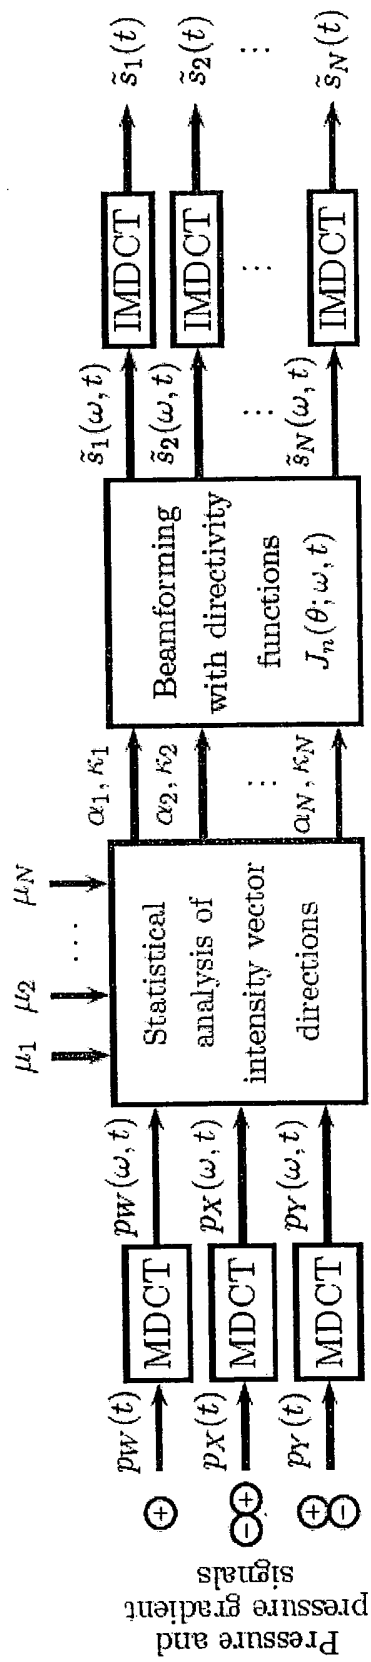 Pressure and
pressure gradient
signals
p_W(t)
p_X(t)
p_Y(t)
MDCT
MDCT
MDCT
p_W(ω, t)
p_X(ω, t)
p_Y(ω, t)
μ_1 μ_2 ... μ_N
Statistical
analysis of
intensity vector
directions
α_1, κ_1
α_2, κ_2
⋮
α_N, κ_N
Beamforming
with directivity
functions
J_n(θ; ω, t)
s̃_1(ω, t)
s̃_2(ω, t)
⋮
s̃_N(ω, t)
IMDCT
IMDCT
⋮
IMDCT
s̃_1(t)
s̃_2(t)
⋮
s̃_N(t)